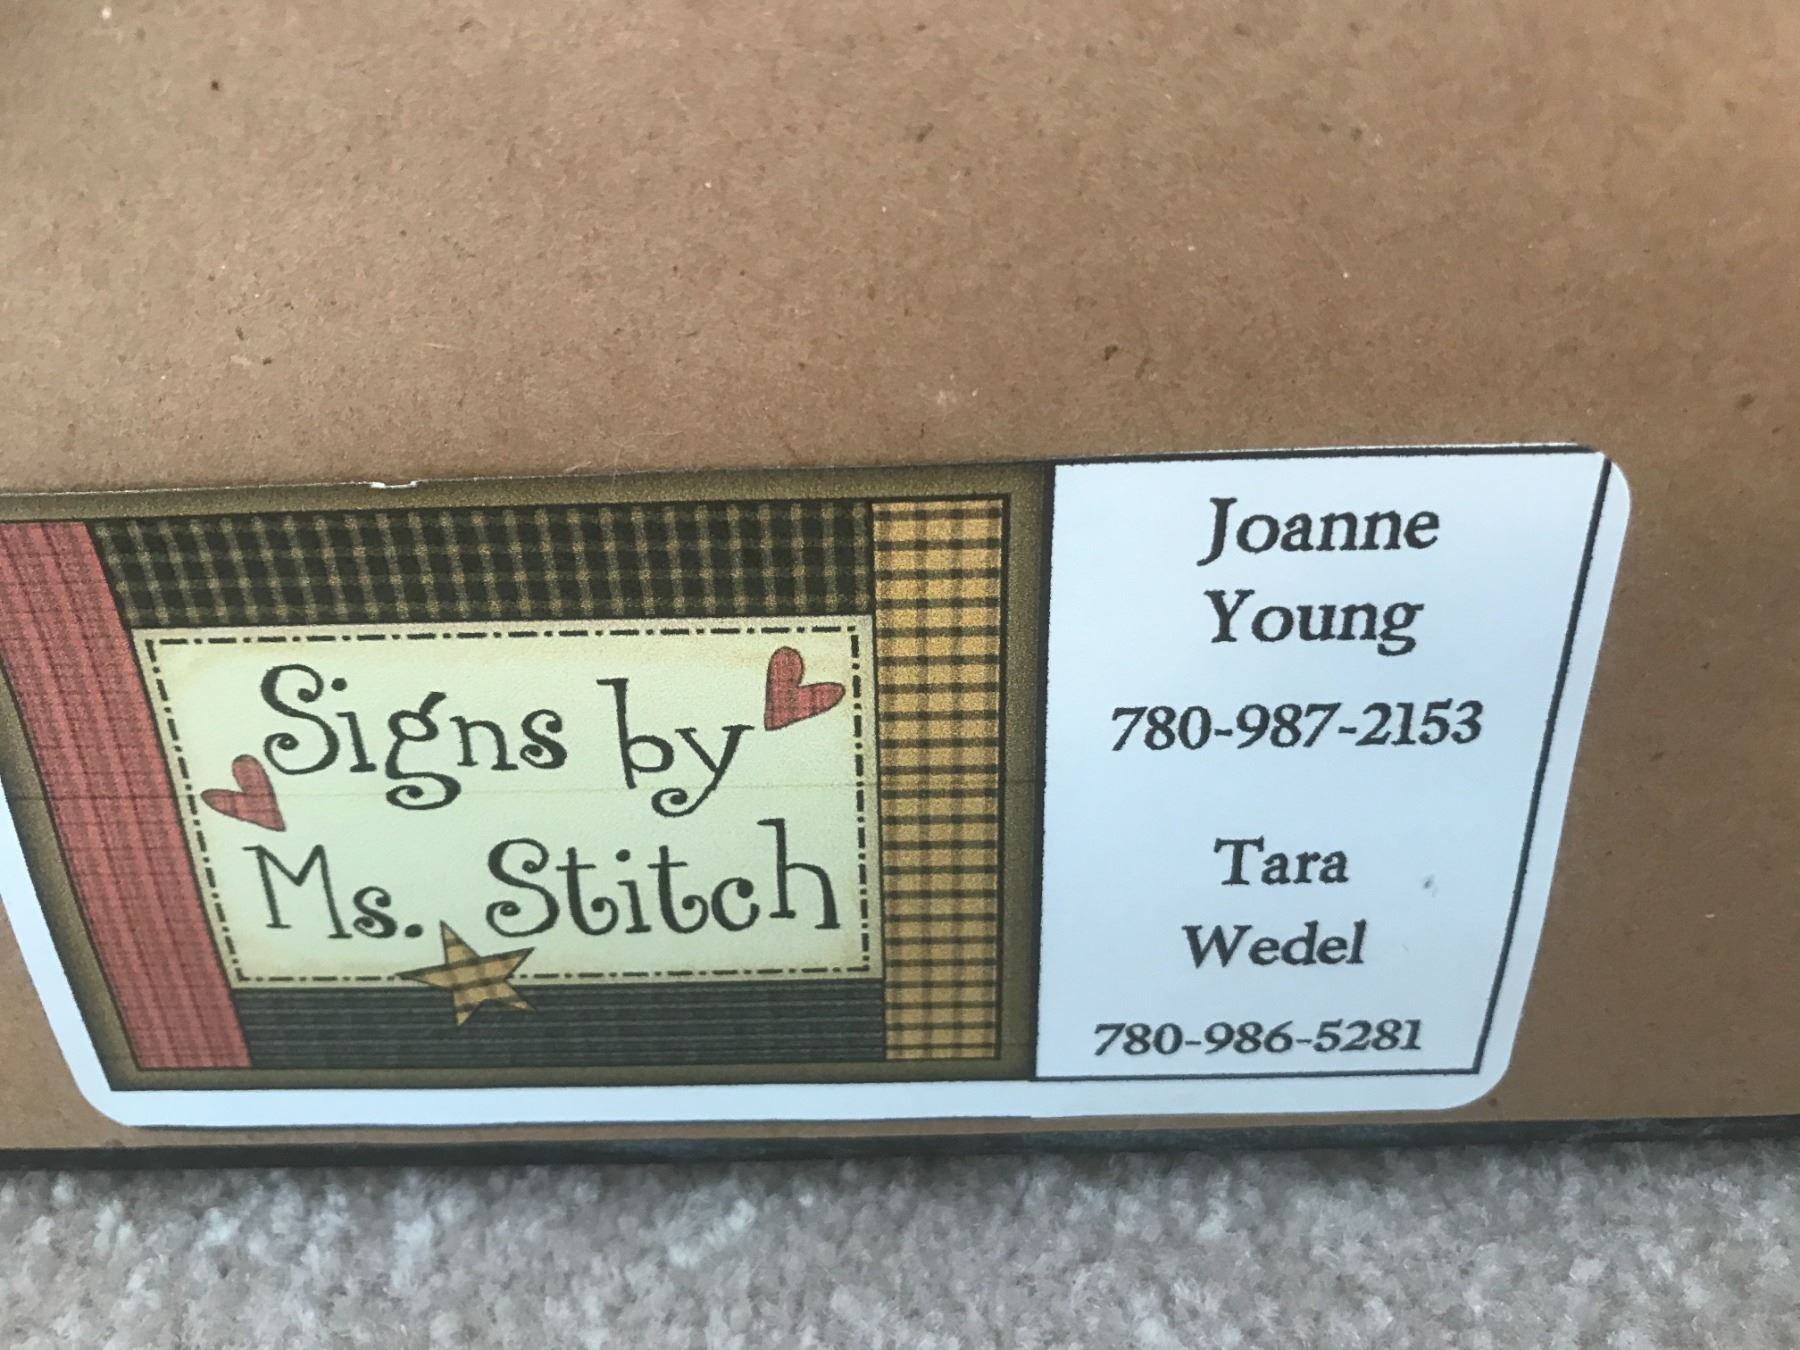 Signs by
Ms. Stitch
Joanne
Young
780-987-2153
Tara
Wedel
780-986-5281